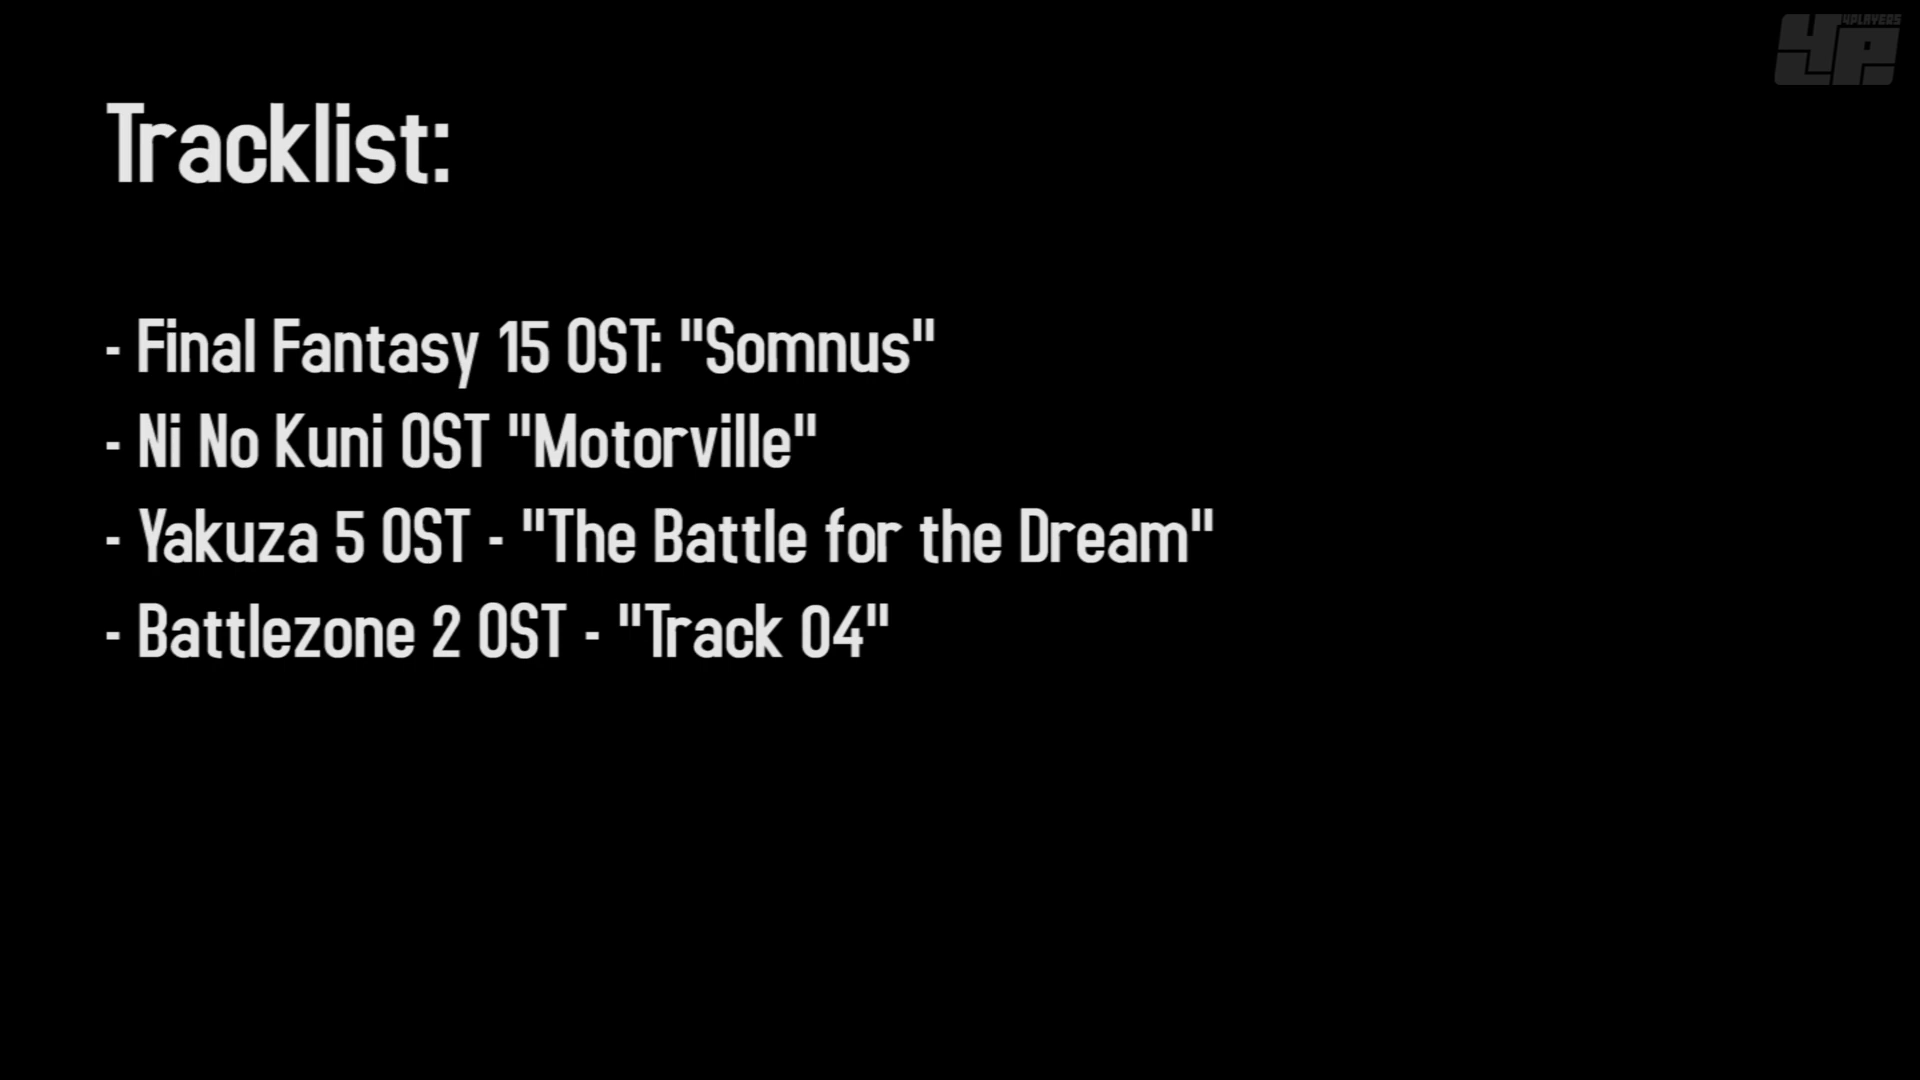 4PLAYERS
4P
Tracklist:
- Final Fantasy 15 OST: "Somnus"
- Ni No Kuni OST "Motorville"
- Yakuza 5 OST - "The Battle for the Dream"
- Battlezone 2 OST - "Track 04"